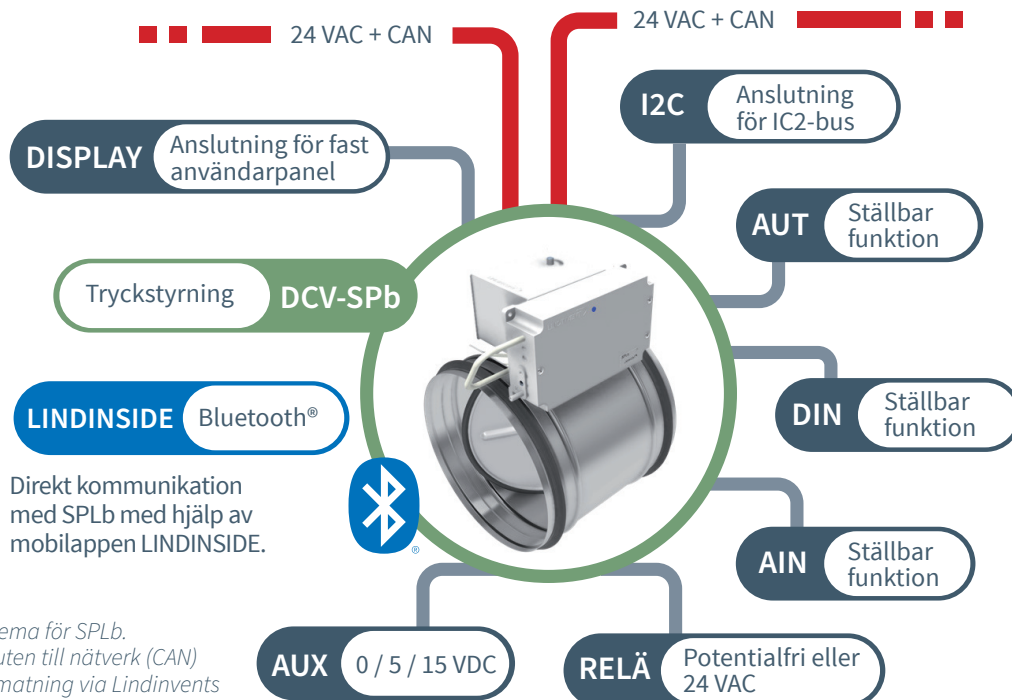 24 VAC + CAN
24 VAC + CAN
I2C
Anslutning
för IC2-bus
DISPLAY
Anslutning för fast
användarpanel
AUT
Ställbar
funktion
Tryckstyrning
DCV-SPb
LINDINSIDE
Bluetooth®
DIN
Ställbar
funktion
Direkt kommunikation
med SPLb med hjälp av
mobilappen LINDINSIDE.
®
AIN
Ställbar
funktion
ema för SPLb.
uten till nätverk (CAN)
matning via Lindinvents
AUX
0 / 5 / 15 VDC
RELÄ
Potentialfri eller
24 VAC